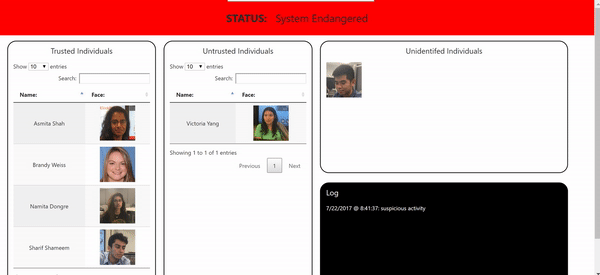 STATUS: System Endangered
Trusted Individuals
Show 10 entries
Search:
Name: Face:
Asmita Shah
Brandy Weiss
Namita Dongre
Sharif Shameem
Untrusted Individuals
Show 10 entries
Search:
Name: Face:
Victoria Yang
Showing 1 to 1 of 1 entries
Previous 1 Next
Unidentifed Individuals
Log
7/22/2017 @ 8:41:37: suspicious activity